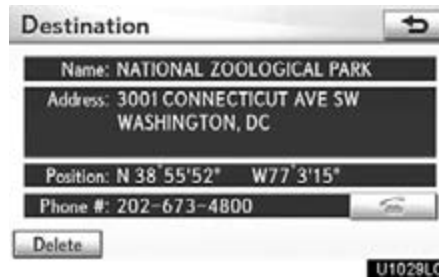 Destination
Name: NATIONAL ZOOLOGICAL PARK
Address: 3001 CONNECTICUT AVE SW
WASHINGTON, DC
Position: N 38°55'52" W77°3'15"
Phone #: 202-673-4800
Delete
U1029LC